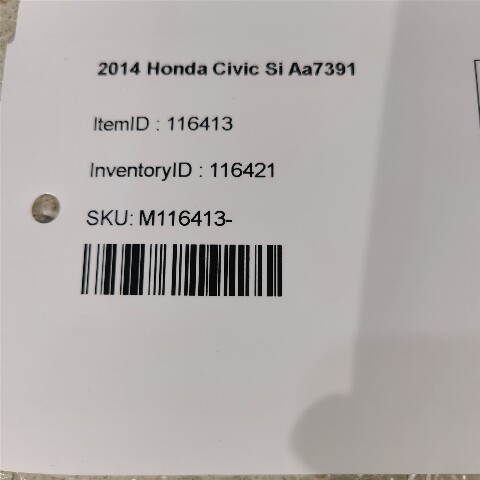 2014 Honda Civic Si Aa7391
ItemID : 116413
InventoryID : 116421
SKU: M116413-